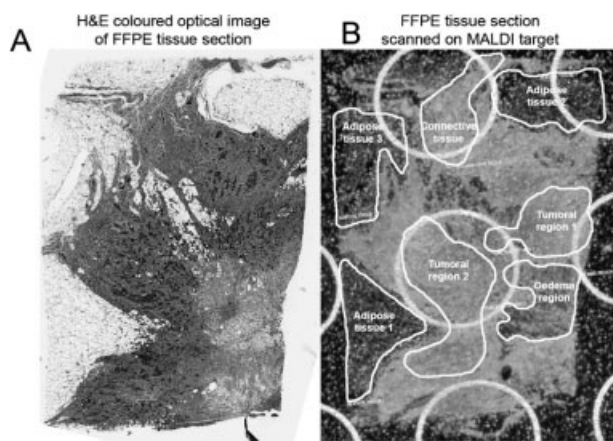 A
H&E coloured optical image
of FFPE tissue section
B
FFPE tissue section
scanned on MALDI target
Adipose
tissue 2
Adipose
tissue 3
Connective
tissue
Tumoral
region 1
Tumoral
region 2
Oedema
region
Adipose
tissue 1